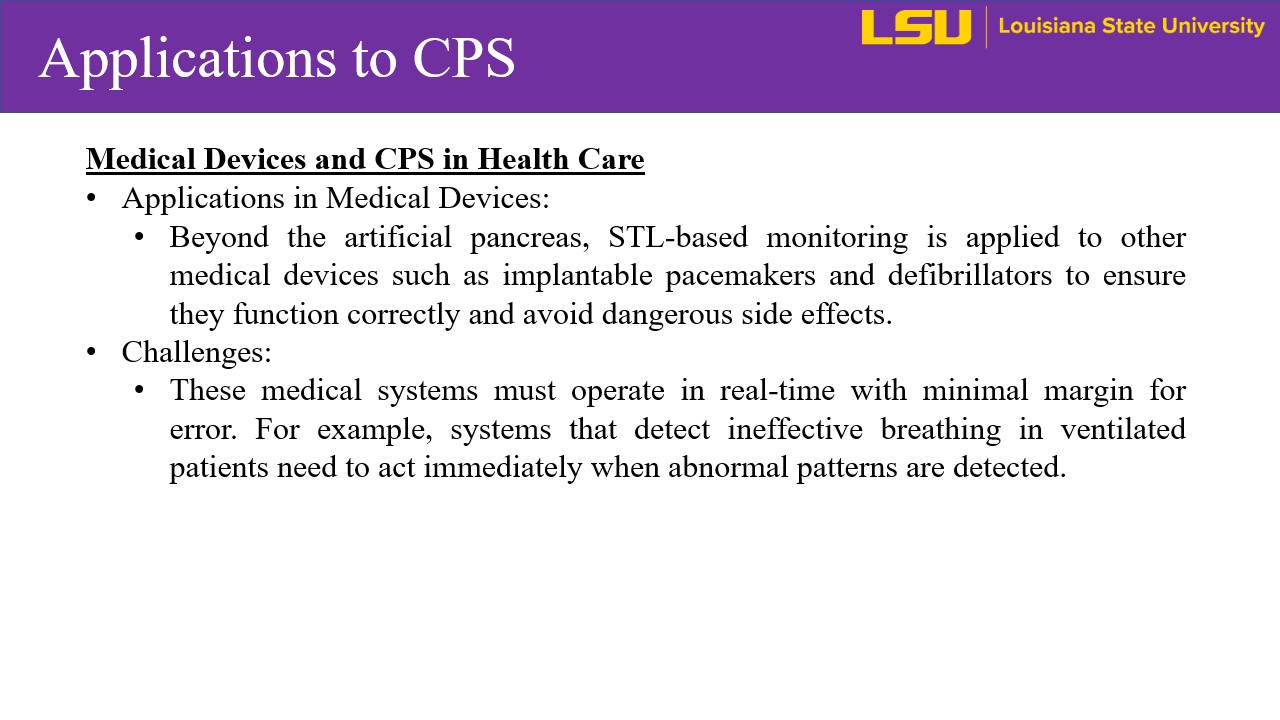 Applications to CPS
LSU
Louisiana State University
Medical Devices and CPS in Health Care
• Applications in Medical Devices:
• Beyond the artificial pancreas, STL-based monitoring is applied to other
medical devices such as implantable pacemakers and defibrillators to ensure
they function correctly and avoid dangerous side effects.
• Challenges:
• These medical systems must operate in real-time with minimal margin for
error. For example, systems that detect ineffective breathing in ventilated
patients need to act immediately when abnormal patterns are detected.